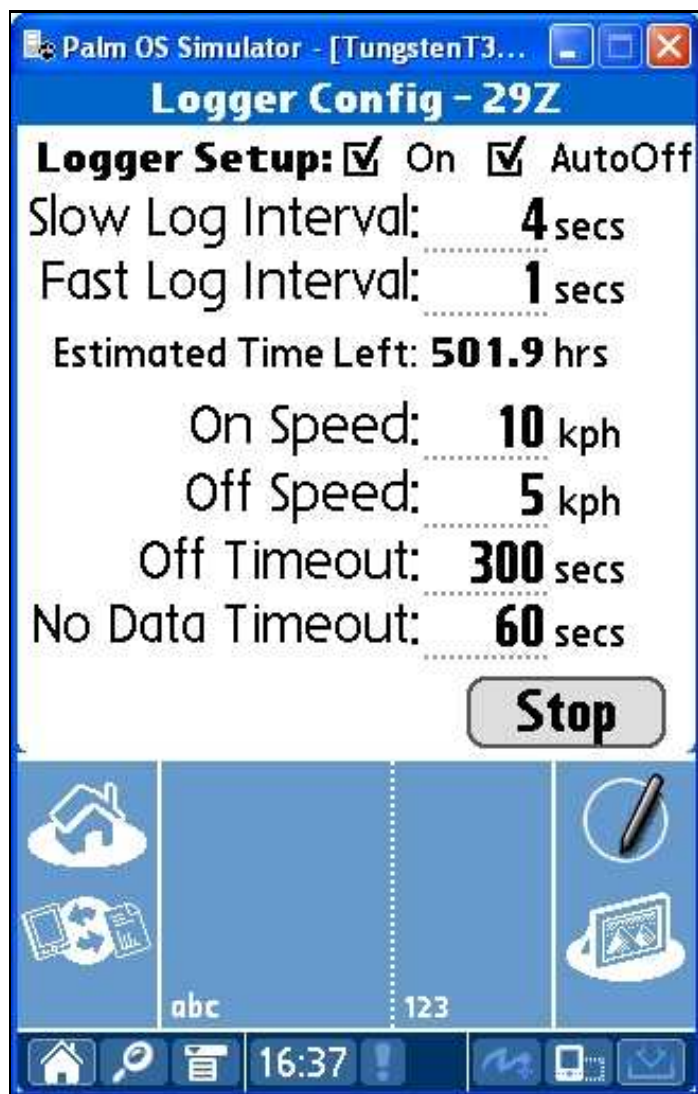 Palm OS Simulator - [TungstenT3...
Logger Config - 29Z
Logger Setup: On AutoOff
Slow Log Interval: 4 secs
Fast Log Interval: 1 secs
Estimated Time Left: 501.9 hrs
On Speed: 10 kph
Off Speed: 5 kph
Off Timeout: 300 secs
No Data Timeout: 60 secs
Stop
abc 123
16:37